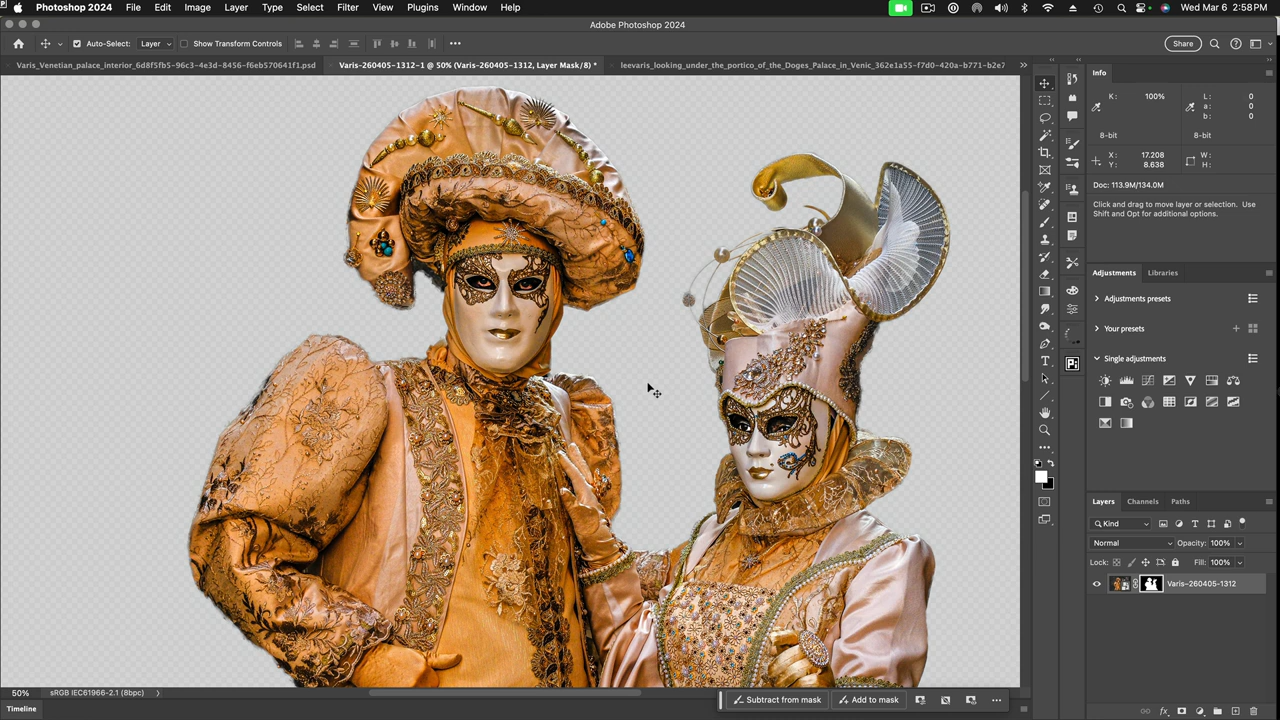 Photoshop 2024 File Edit Image Layer Type Select Filter View Plugins Window Help Wed Mar 6 2:58 PM
Adobe Photoshop 2024
Auto-Select: Layer Show Transform Controls Share
Varis_Venetian_palace_interior_6d8f5fb5-96c3-4e3d-8456-f6eb570641f1.psd Varis-260405-1312-1 @ 50% (Varis-260405-1312, Layer Mask/8) * leevaris_looking_under_the_portico_of_the_Doges_Palace_in_Venic_362e1a55-f7d0-420a-b771-b2e7
Info
K: 100% L: 0
a: 0
b: 0
8-bit 8-bit
X: 17.208 W:
Y: 8.638 H:
Doc: 113.9M/134.0M
Click and drag to move layer or selection. Use
Shift and Opt for additional options.
Adjustments Libraries
Adjustments presets
Your presets
Single adjustments
Layers Channels Paths
Kind
Normal Opacity: 100%
Lock: Fill: 100%
Varis-260405-1312
50% sRGB IEC61966-2.1 (8bpc)
Subtract from mask Add to mask
Timeline